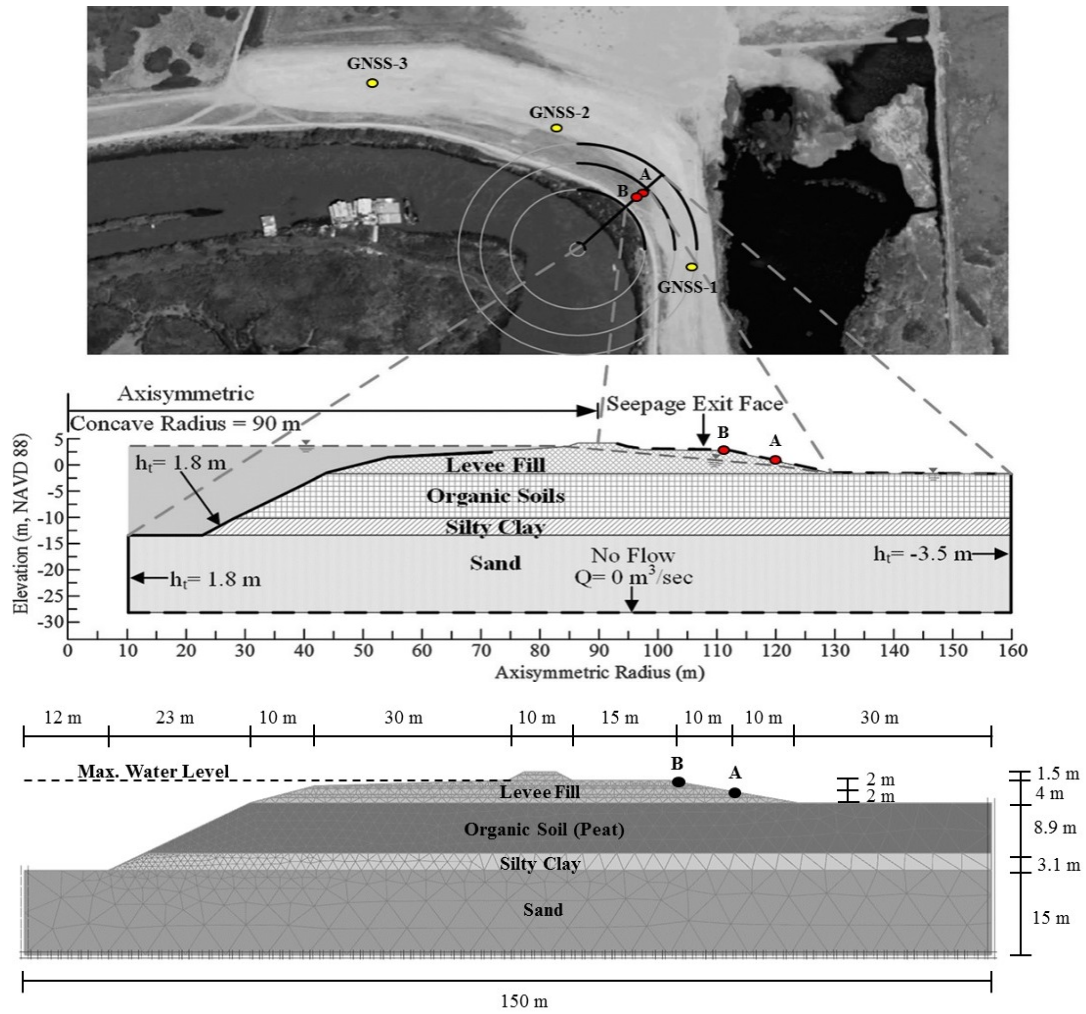 GNSS-3
GNSS-2
A
B
GNSS-1
Axisymmetric
Concave Radius = 90 m
Seepage Exit Face
B
A
ht= 1.8 m
Levee Fill
Organic Soils
Silty Clay
Sand
No Flow
Q= 0 m³/sec
ht= -3.5 m
ht= 1.8 m
Elevation (m, NAVD 88)
5
0
-5
-10
-15
-20
-25
-30
0 10 20 30 40 50 60 70 80 90 100 110 120 130 140 150 160
Axisymmetric Radius (m)
12 m 23 m 10 m 30 m 10 m 15 m 10 m 10 m 30 m
Max. Water Level
B
A
Levee Fill
2 m
2 m
1.5 m
4 m
Organic Soil (Peat)
8.9 m
Silty Clay
3.1 m
Sand
15 m
150 m